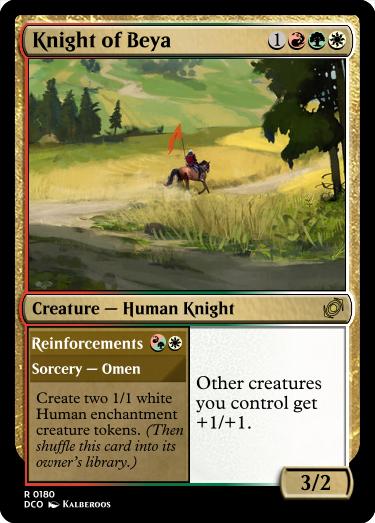 Knight of Beya 1
Creature — Human Knight
Reinforcements
Sorcery — Omen
Create two 1/1 white
Human enchantment
creature tokens. (Then
shuffle this card into its
owner's library.)
Other creatures
you control get
+1/+1.
3/2
R 0180
DCO KALBEROOS